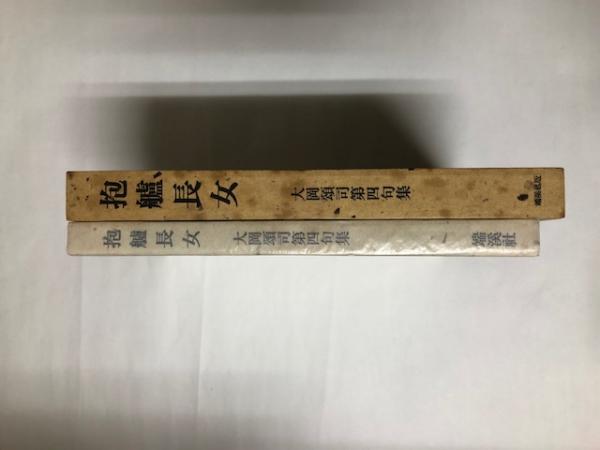 抱艫、長女 大岡頌司第四句集
抱艫長女 大岡頌司第四句集 端溪社